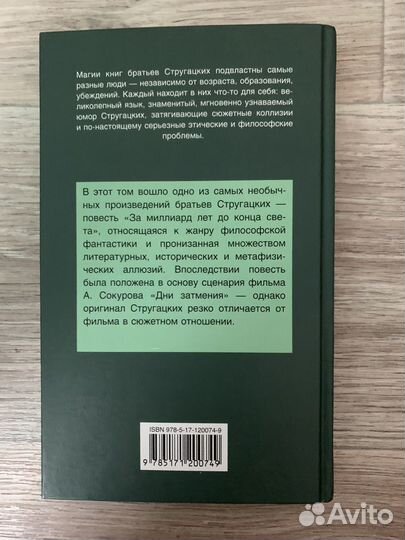 Магии книг братьев Стругацких подвластны самые
разные люди — независимо от возраста, образования,
убеждений. Каждый находит в них что-то для себя: ве-
ликолепный язык, знаменитый, мгновенно узнаваемый
юмор Стругацких, затягивающие сюжетные коллизии
и по-настоящему серьезные этические и философские
проблемы.
В этот том вошло одно из самых необыч-
ных произведений братьев Стругацких —
повесть «За миллиард лет до конца све-
та», относящаяся к жанру философской
фантастики и пронизанная множеством
литературных, исторических и метафизи-
ческих аллюзий. Впоследствии повесть
была положена в основу сценария фильма
А. Сокурова «Дни затмения» — однако
оригинал Стругацких резко отличается от
фильма в сюжетном отношении.
ISBN 978-5-17-120074-9
9 785171 200749
Avito